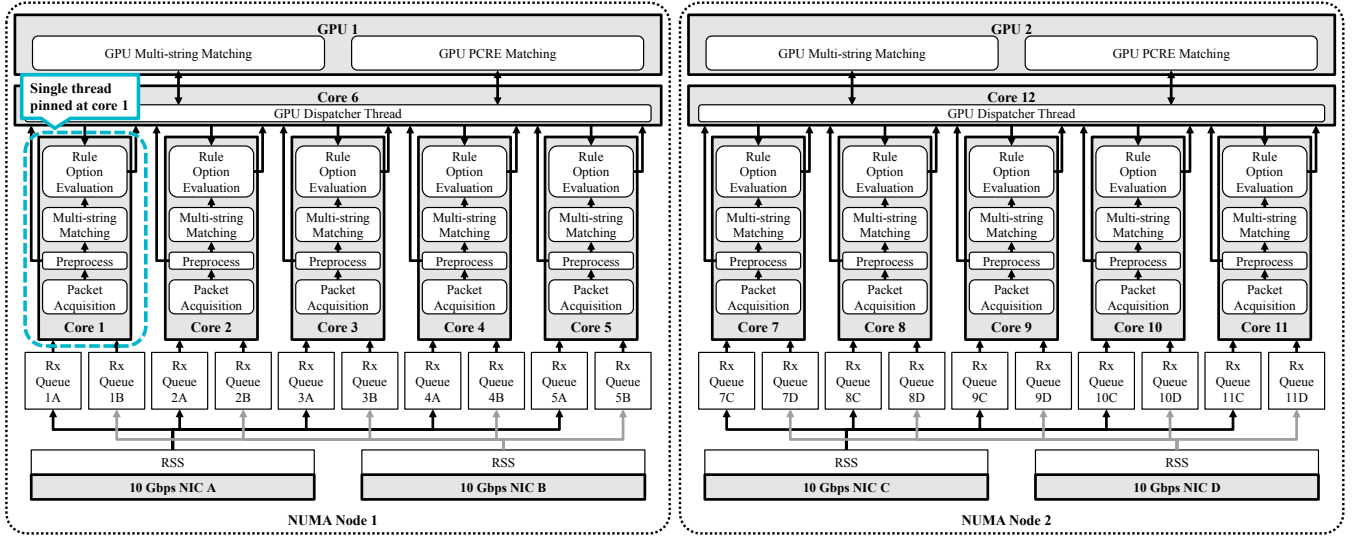 GPU 1
GPU Multi-string Matching
GPU PCRE Matching
Single thread
pinned at core 1
Core 6
GPU Dispatcher Thread
Rule
Option
Evaluation
Multi-string
Matching
Preprocess
Packet
Acquisition
Core 1
Rule
Option
Evaluation
Multi-string
Matching
Preprocess
Packet
Acquisition
Core 2
Rule
Option
Evaluation
Multi-string
Matching
Preprocess
Packet
Acquisition
Core 3
Rule
Option
Evaluation
Multi-string
Matching
Preprocess
Packet
Acquisition
Core 4
Rule
Option
Evaluation
Multi-string
Matching
Preprocess
Packet
Acquisition
Core 5
Rx
Queue
1A
Rx
Queue
1B
Rx
Queue
2A
Rx
Queue
2B
Rx
Queue
3A
Rx
Queue
3B
Rx
Queue
4A
Rx
Queue
4B
Rx
Queue
5A
Rx
Queue
5B
RSS
10 Gbps NIC A
RSS
10 Gbps NIC B
NUMA Node 1
GPU 2
GPU Multi-string Matching
GPU PCRE Matching
Core 12
GPU Dispatcher Thread
Rule
Option
Evaluation
Multi-string
Matching
Preprocess
Packet
Acquisition
Core 7
Rule
Option
Evaluation
Multi-string
Matching
Preprocess
Packet
Acquisition
Core 8
Rule
Option
Evaluation
Multi-string
Matching
Preprocess
Packet
Acquisition
Core 9
Rule
Option
Evaluation
Multi-string
Matching
Preprocess
Packet
Acquisition
Core 10
Rule
Option
Evaluation
Multi-string
Matching
Preprocess
Packet
Acquisition
Core 11
Rx
Queue
7C
Rx
Queue
7D
Rx
Queue
8C
Rx
Queue
8D
Rx
Queue
9C
Rx
Queue
9D
Rx
Queue
10C
Rx
Queue
10D
Rx
Queue
11C
Rx
Queue
11D
RSS
10 Gbps NIC C
RSS
10 Gbps NIC D
NUMA Node 2